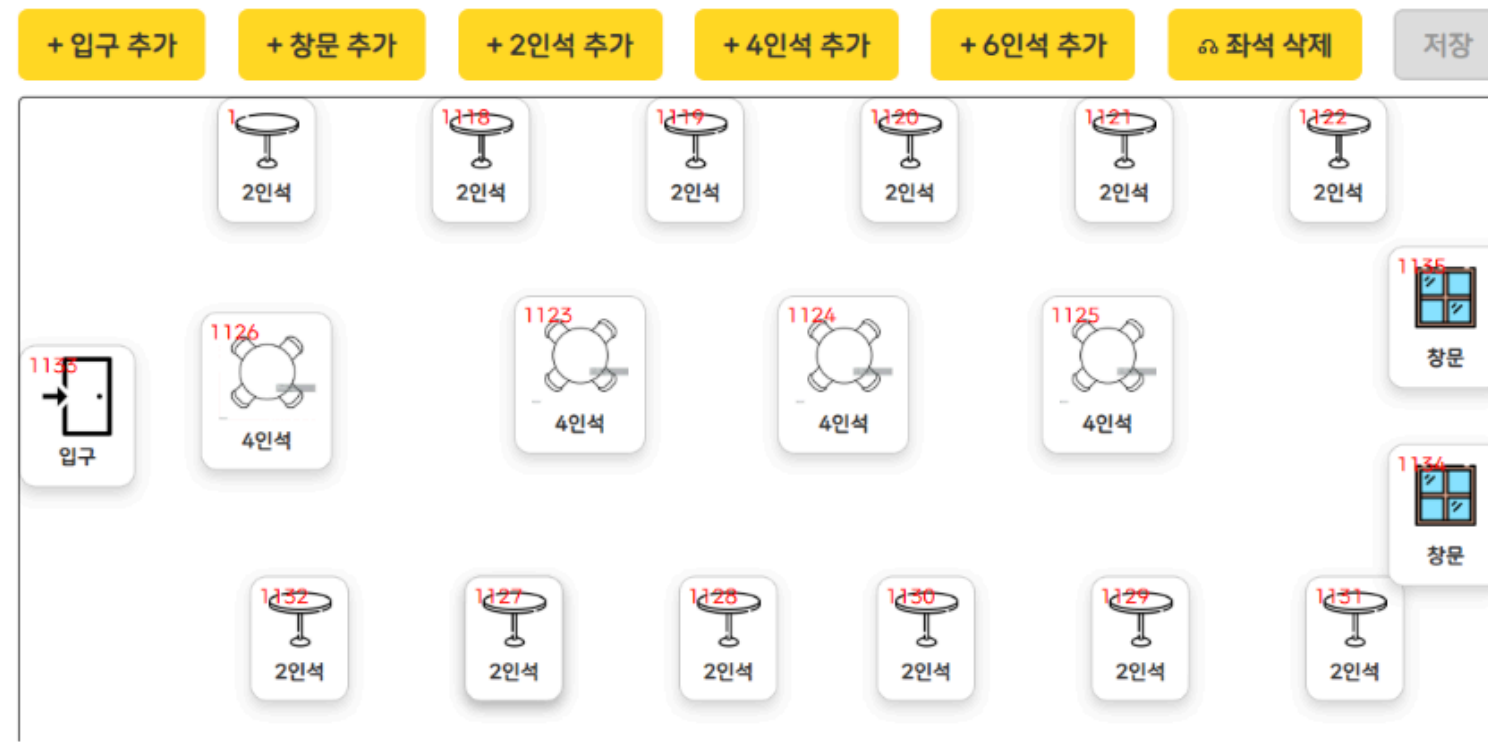 + 입구 추가 + 창문 추가 + 2인석 추가 + 4인석 추가 + 6인석 추가 좌석 삭제 저장
1 1118 1119 1120 1121 1122
2인석 2인석 2인석 2인석 2인석 2인석
1135
창문
1126 1123 1124 1125
4인석 4인석 4인석 4인석
1133
입구
1134
창문
1132 1127 1128 1130 1129 1131
2인석 2인석 2인석 2인석 2인석 2인석